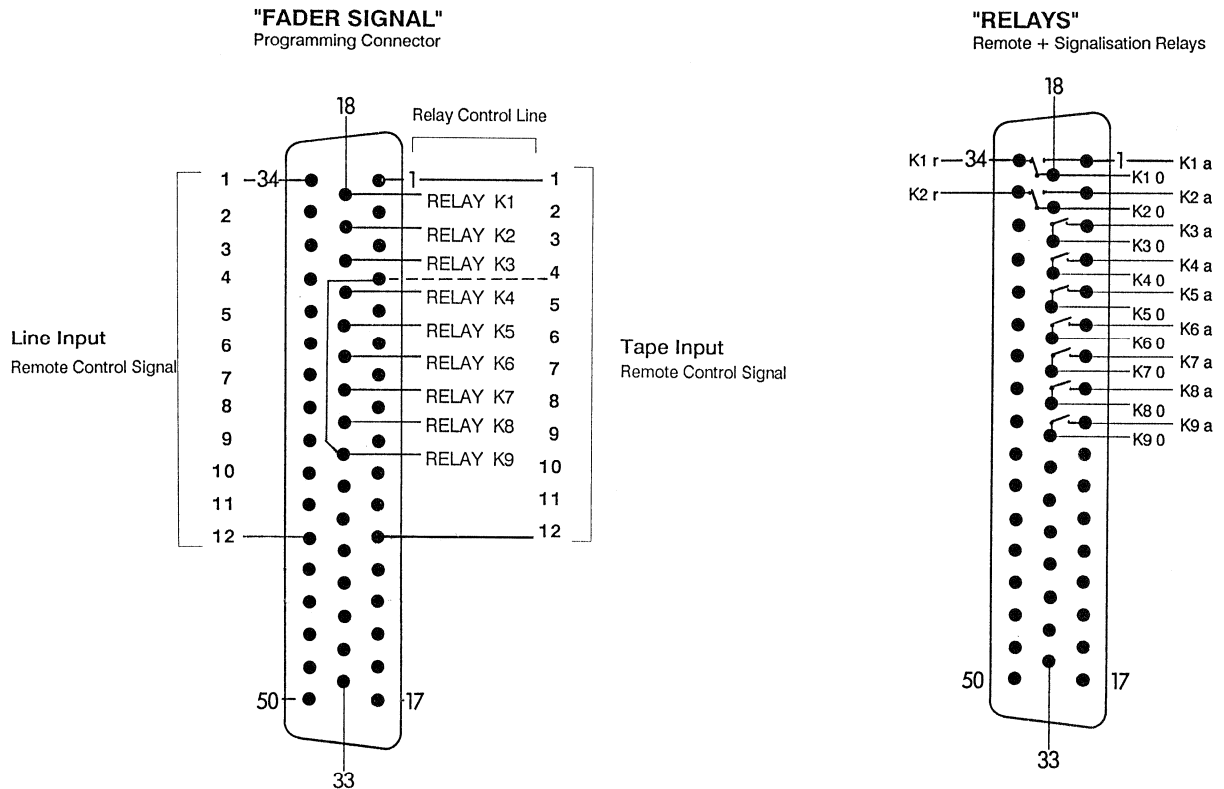 "FADER SIGNAL"
Programming Connector
18
Relay Control Line
1 34 1 1
RELAY K1
2 2
RELAY K2
3 3
RELAY K3
4 4
RELAY K4
5 5
RELAY K5
6 6
RELAY K6
7 7
RELAY K7
8 8
RELAY K8
9 9
RELAY K9
10 10
11 11
12 12
Line Input
Remote Control Signal
Tape Input
Remote Control Signal
50 17
33
"RELAYS"
Remote + Signalisation Relays
18
K1 r 34 1 K1 a
K1 0
K2 r K2 a
K2 0
K3 a
K3 0
K4 a
K4 0
K5 a
K5 0
K6 a
K6 0
K7 a
K7 0
K8 a
K8 0
K9 a
K9 0
50 17
33